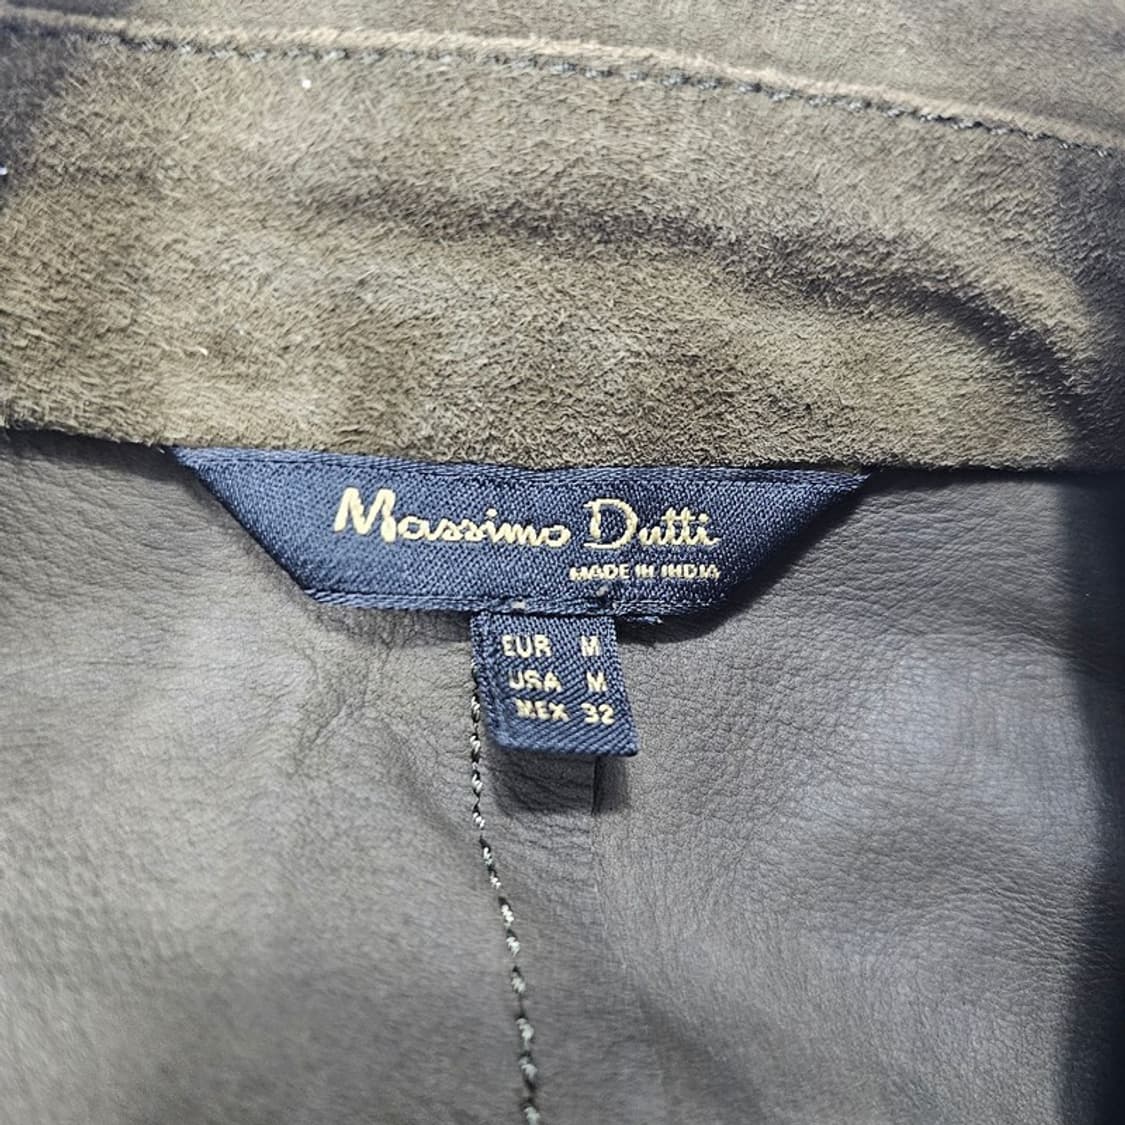 Massimo Dutti
MADE IN INDIA
EUR M
USA M
MEX 32